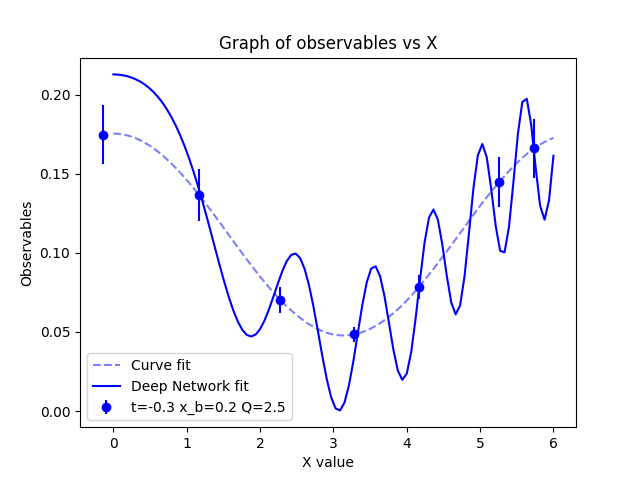 Graph of observables vs X
Observables
0.20
0.15
0.10
0.05
0.00
Curve fit
Deep Network fit
t=-0.3 x_b=0.2 Q=2.5
0 1 2 3 4 5 6
X value